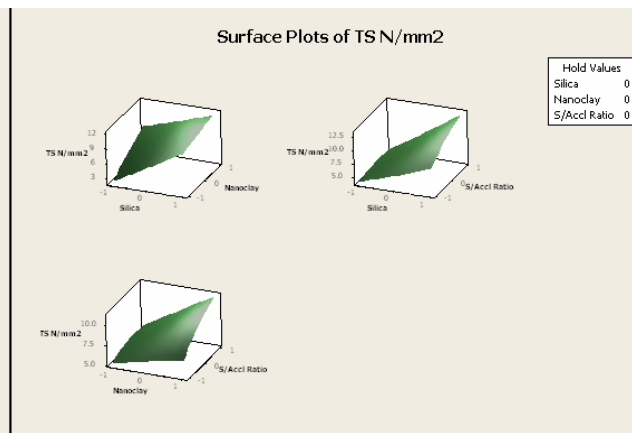 Surface Plots of TS N/mm2
Hold Values
Silica 0
Nanoclay 0
S/Accl Ratio 0
12
9
TS N/mm2
6
3
-1
0
1
Silica
-1
0
1
Nanoclay
12.5
TS N/mm2
10.0
7.5
5.0
-1
0
1
Silica
-1
0
1
S/Accl Ratio
10.0
TS N/mm2
7.5
5.0
-1
0
1
Nanoclay
-1
0
1
S/Accl Ratio